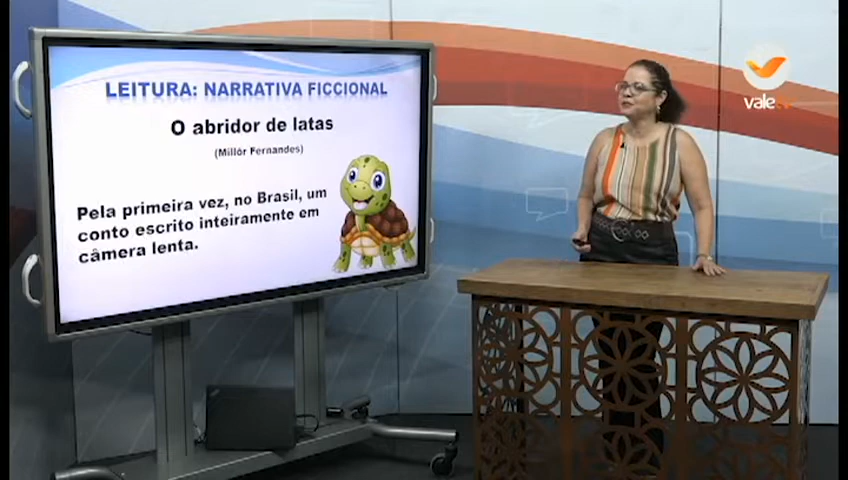 LEITURA: NARRATIVA FICCIONAL
O abridor de latas
(Millôr Fernandes)
Pela primeira vez, no Brasil, um
conto escrito inteiramente em
câmera lenta.
vale tv